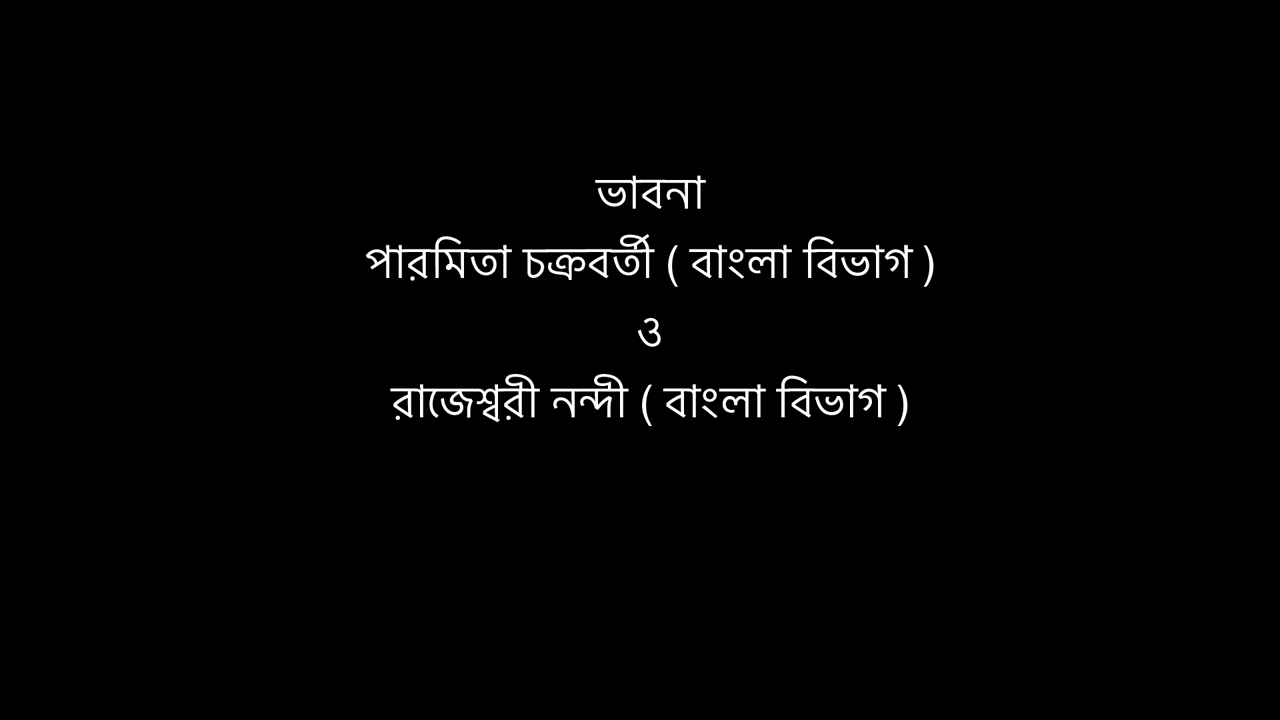 ভাবনা
পারমিতা চক্রবর্তী ( বাংলা বিভাগ )
ও
রাজেশ্বরী নন্দী ( বাংলা বিভাগ )